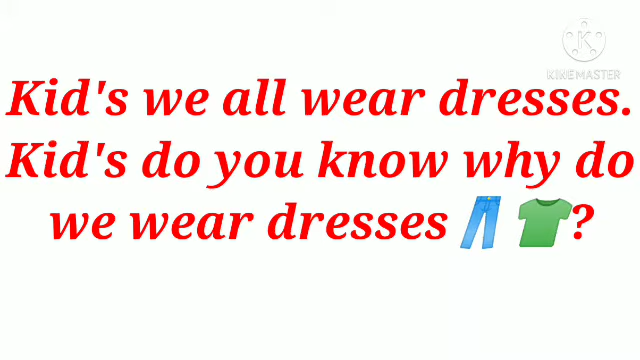 KINEMASTER
Kid's we all wear dresses.
Kid's do you know why do
we wear dresses 👖 👕?